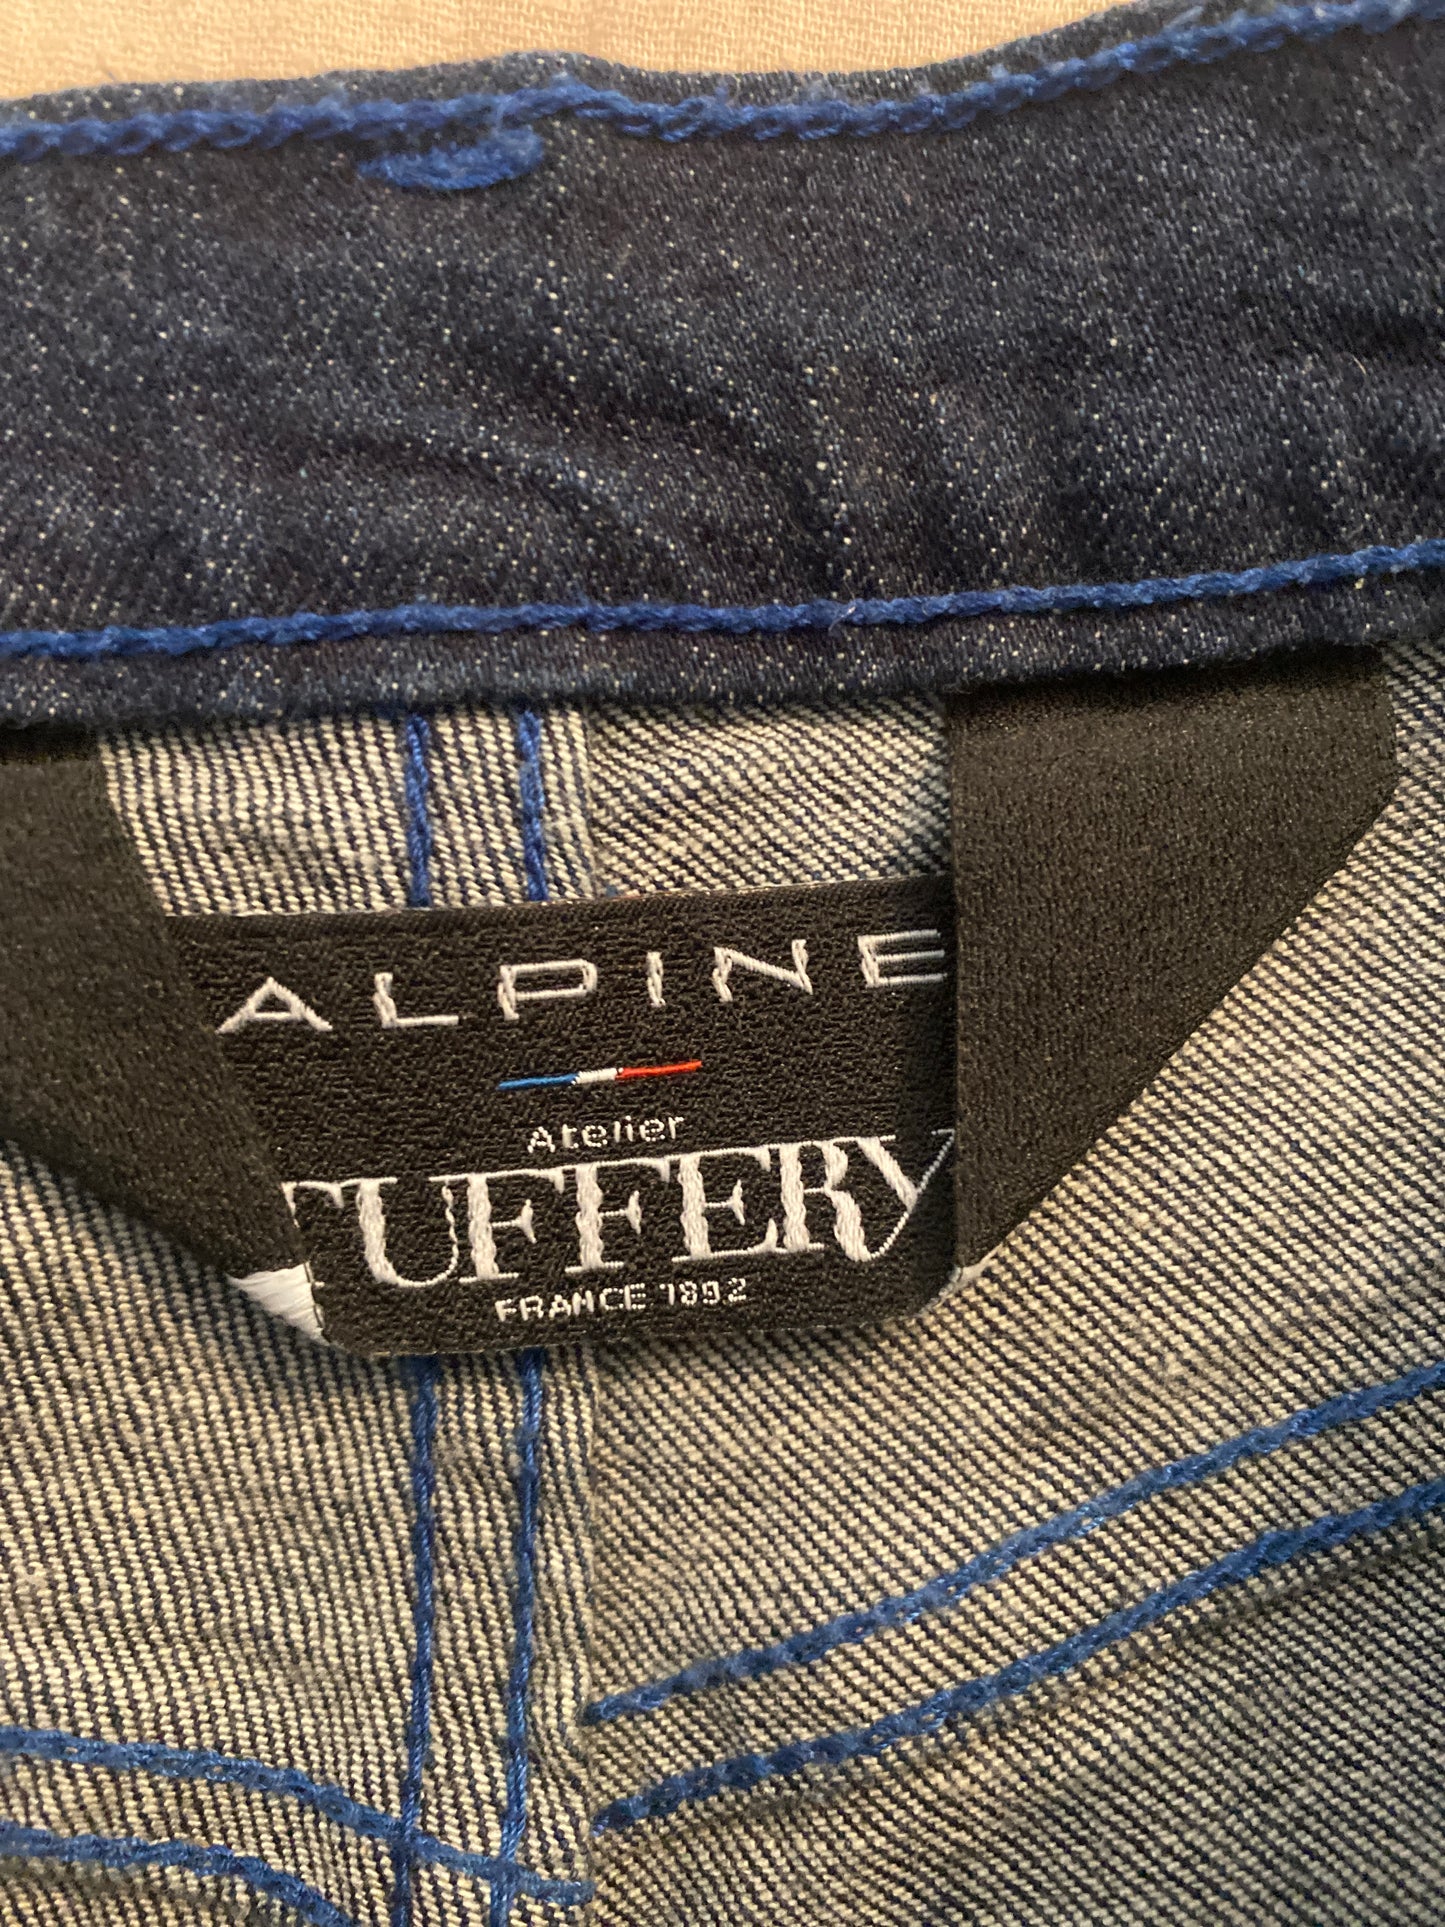 ALPINE
Atelier
TUFFERY
FRANCE 1892